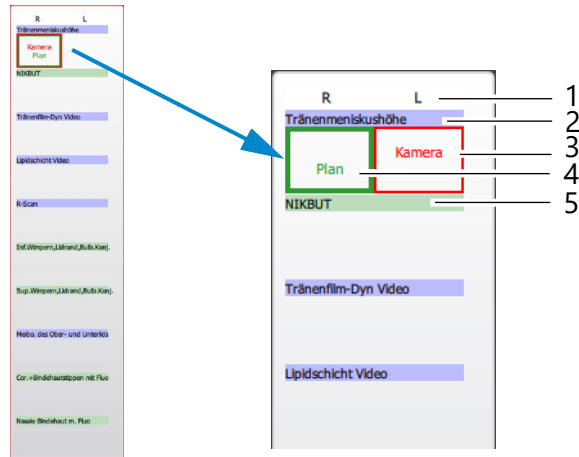 R L
Tränenmeniskushöhe
Kamera
Plan
NIKBUT
Tränenfilm-Dyn Video
Lipidschicht Video
R-Scan
Inf.Wimpern,Lidrand,Bulb.Konj.
Sup.Wimpern,Lidrand,Bulb.Konj.
Meibo. des Ober- und Unterlids
Cor.+Bindehautstippen mit Fluo
Nasale Bindehaut m. Fluo
R L 1
Tränenmeniskushöhe 2
Kamera 3
Plan 4
NIKBUT 5
Tränenfilm-Dyn Video
Lipidschicht Video